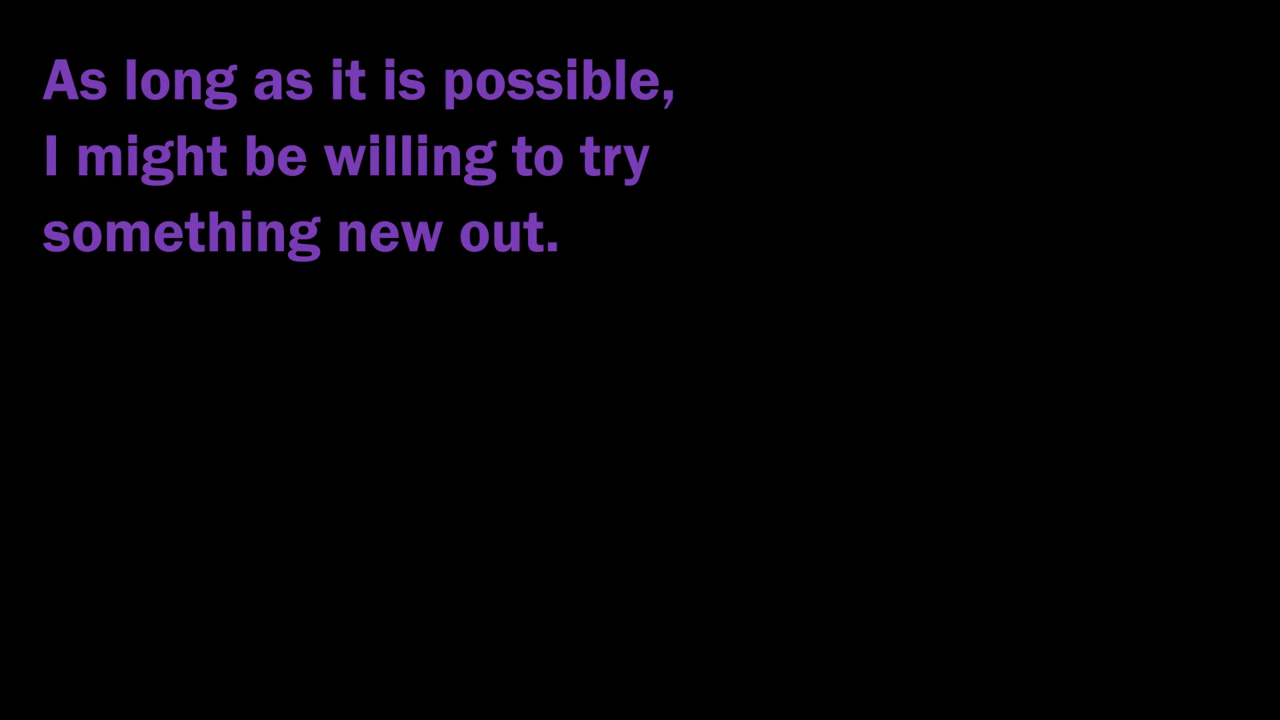 As long as it is possible,
I might be willing to try
something new out.